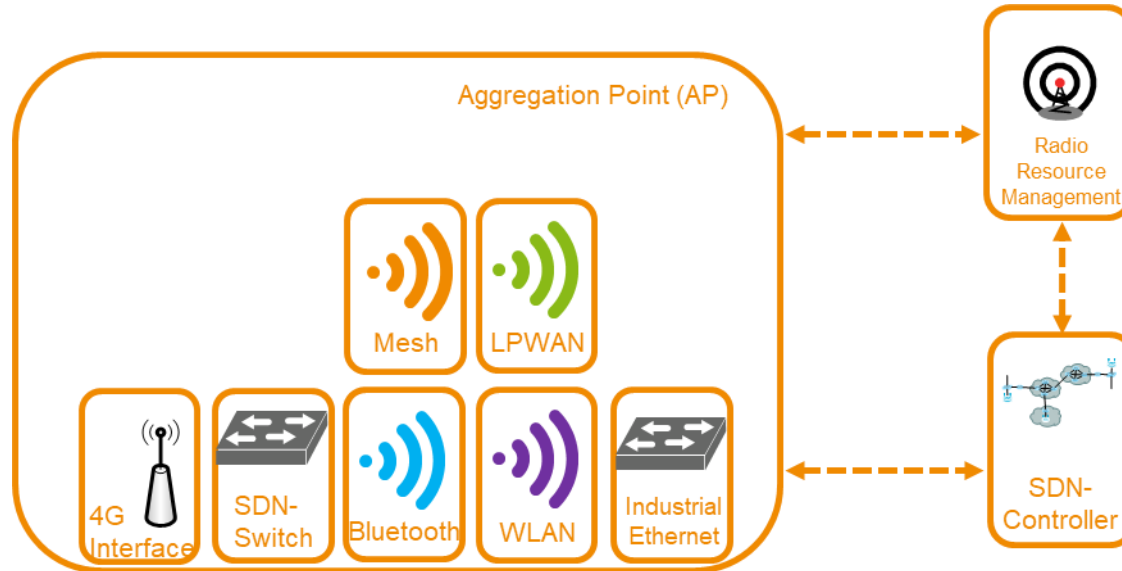 Aggregation Point (AP)
Radio
Resource
Management
Mesh
LPWAN
4G
Interface
SDN-
Switch
Bluetooth
WLAN
Industrial
Ethernet
SDN-
Controller